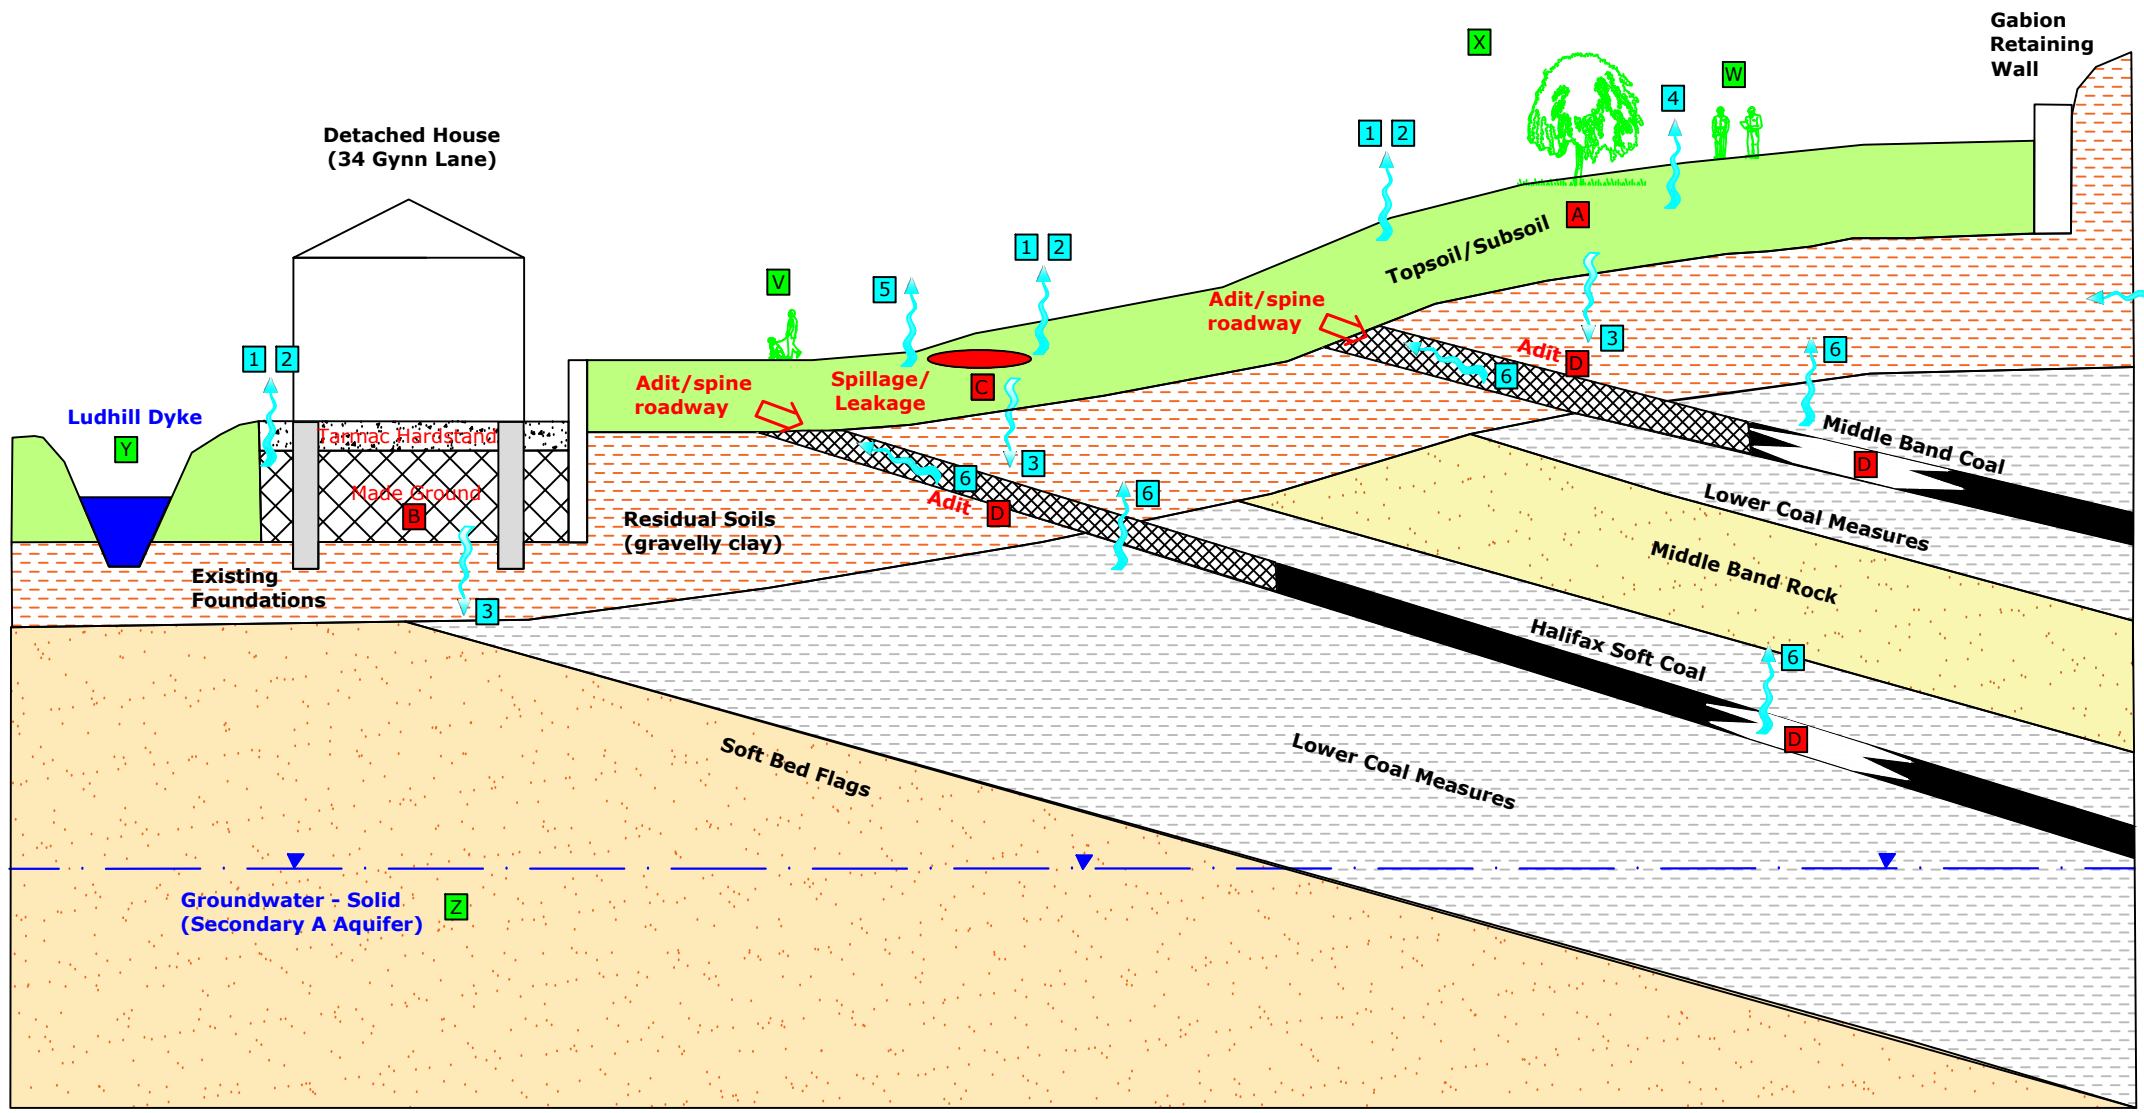 Gabion
Retaining
Wall
X
W
4
1 2
Detached House
(34 Gynn Lane)
A
Topsoil/Subsoil
1 2
V
5
Adit/spine
roadway
3
Adit
D
6
6
1 2
Ludhill Dyke
Y
Adit/spine
roadway
Spillage/
Leakage
C
Tarmac Hardstand
Made Ground
B
3
6
Adit
D
6
Middle Band Coal
D
Lower Coal Measures
Residual Soils
(gravelly clay)
Middle Band Rock
Existing
Foundations
3
Halifax Soft Coal
6
D
Soft Bed Flags
Lower Coal Measures
Groundwater - Solid
(Secondary A Aquifer)
Z